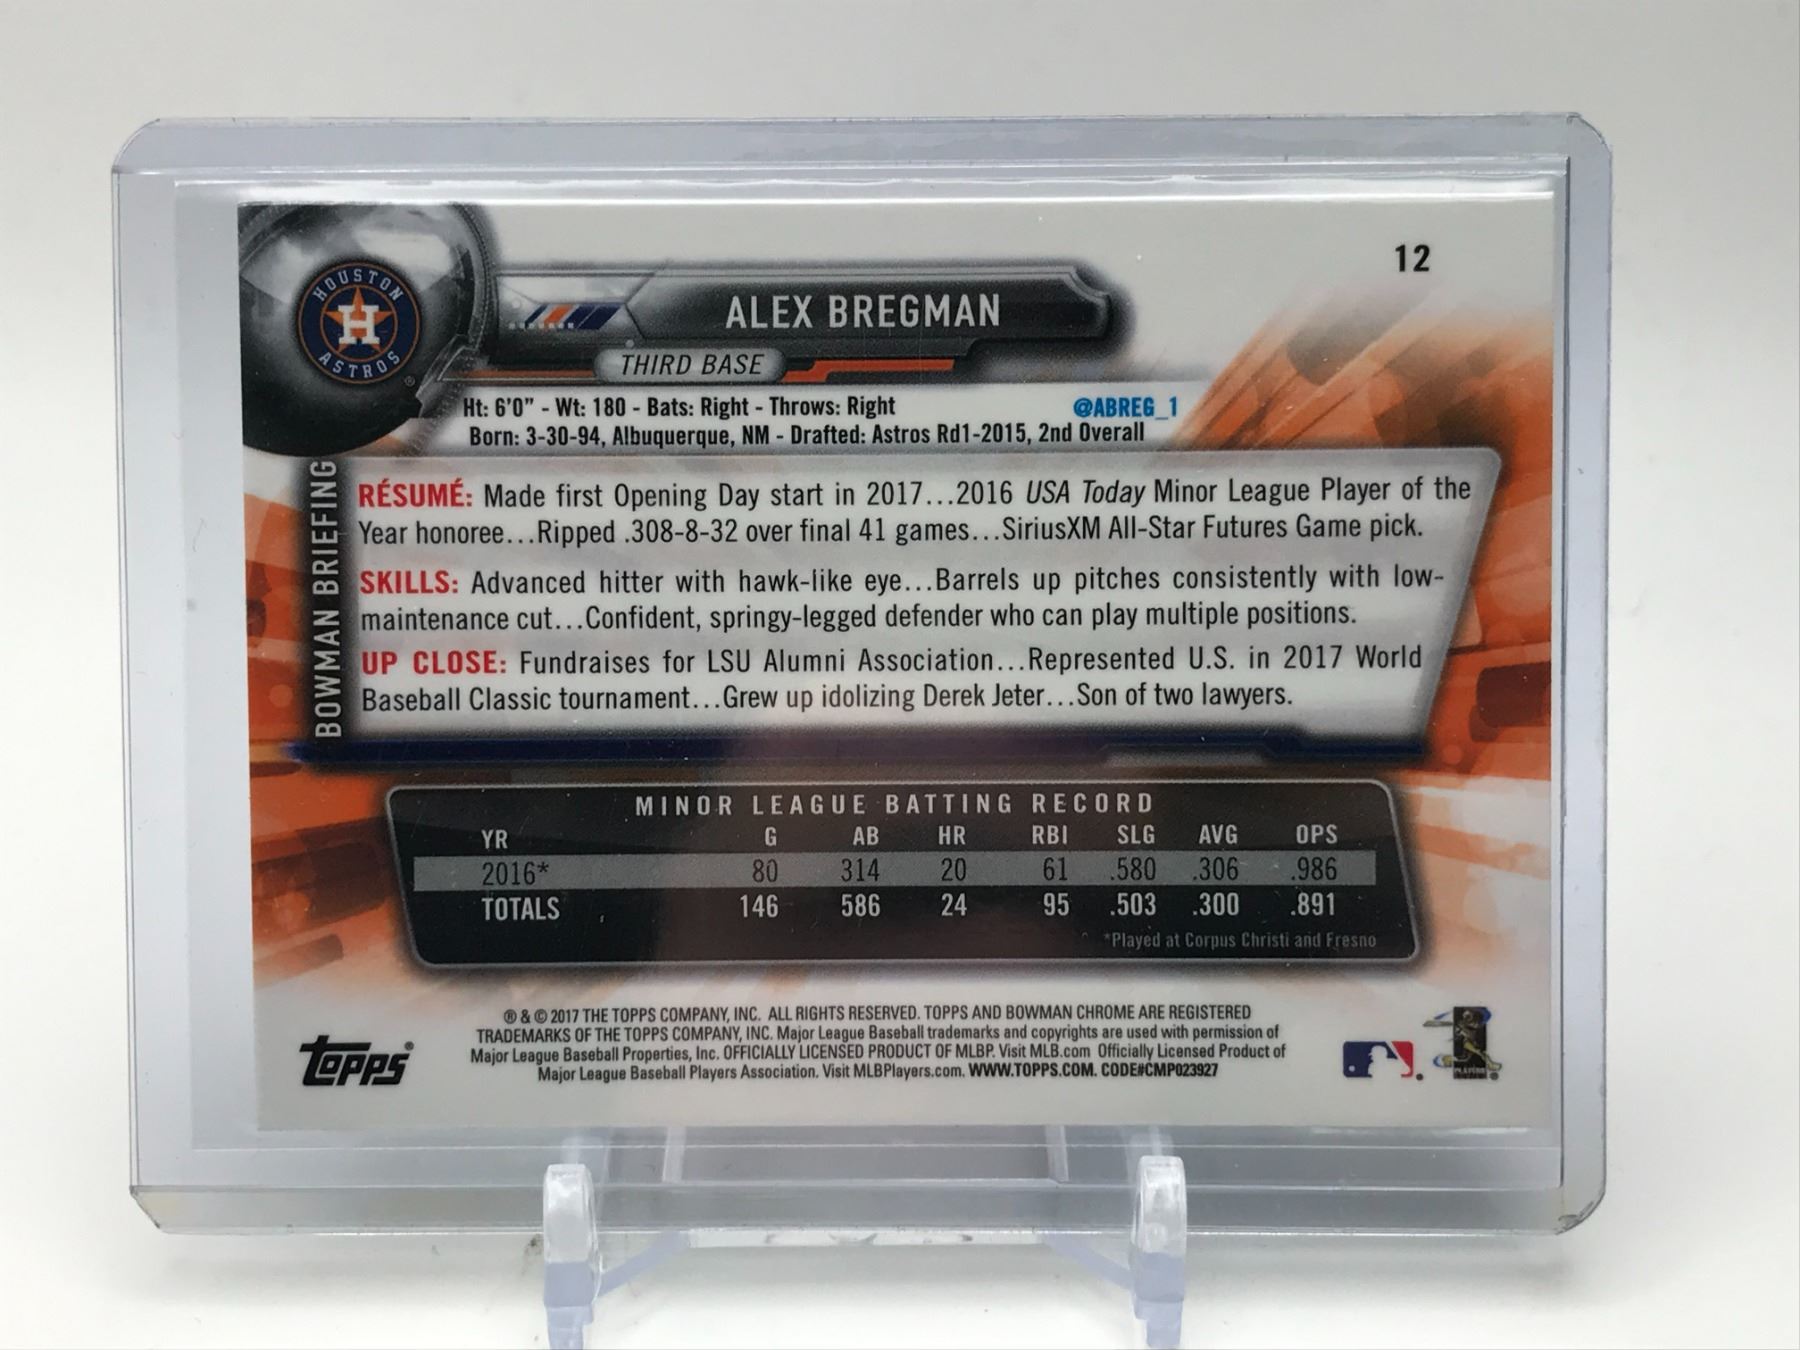 12
HOUSTON
H
ASTROS
®
ALEX BREGMAN
THIRD BASE
Ht: 6'0" - Wt: 180 - Bats: Right - Throws: Right
@ABREG_1
Born: 3-30-94, Albuquerque, NM - Drafted: Astros Rd1-2015, 2nd Overall
BOWMAN BRIEFING
RÉSUMÉ: Made first Opening Day start in 2017...2016 USA Today Minor League Player of the
Year honoree...Ripped .308-8-32 over final 41 games...SiriusXM All-Star Futures Game pick.
SKILLS: Advanced hitter with hawk-like eye...Barrels up pitches consistently with low-
maintenance cut...Confident, springy-legged defender who can play multiple positions.
UP CLOSE: Fundraises for LSU Alumni Association...Represented U.S. in 2017 World
Baseball Classic tournament...Grew up idolizing Derek Jeter...Son of two lawyers.
MINOR LEAGUE BATTING RECORD
YR G AB HR RBI SLG AVG OPS
2016* 80 314 20 61 .580 .306 .986
TOTALS 146 586 24 95 .503 .300 .891
*Played at Corpus Christi and Fresno
® & © 2017 THE TOPPS COMPANY, INC. ALL RIGHTS RESERVED. TOPPS AND BOWMAN CHROME ARE REGISTERED
TRADEMARKS OF THE TOPPS COMPANY, INC. Major League Baseball trademarks and copyrights are used with permission of
Major League Baseball Properties, Inc. OFFICIALLY LICENSED PRODUCT OF MLBP. Visit MLB.com Officially Licensed Product of
Major League Baseball Players Association. Visit MLBPlayers.com. WWW.TOPPS.COM. CODE#CMP023927
Topps®